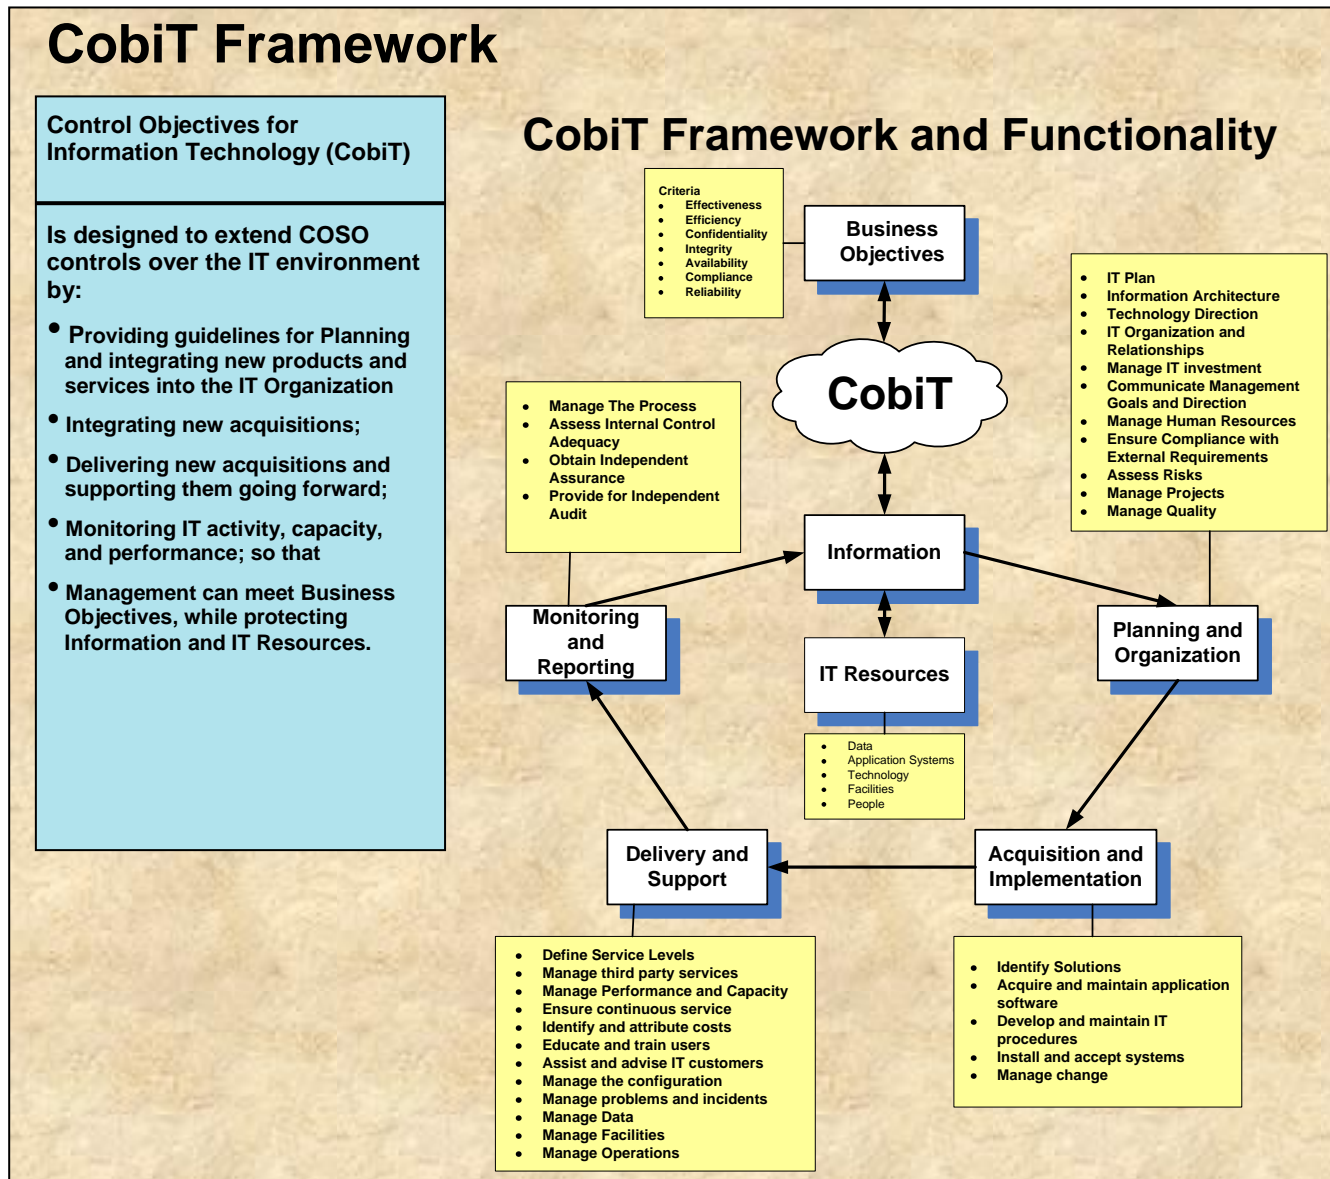 CobiT Framework
Control Objectives for
Information Technology (CobiT)
Is designed to extend COSO
controls over the IT environment
by:
• Providing guidelines for Planning
and integrating new products and
services into the IT Organization
• Integrating new acquisitions;
• Delivering new acquisitions and
supporting them going forward;
• Monitoring IT activity, capacity,
and performance; so that
• Management can meet Business
Objectives, while protecting
Information and IT Resources.
CobiT Framework and Functionality
Criteria
• Effectiveness
• Efficiency
• Confidentiality
• Integrity
• Availability
• Compliance
• Reliability
Business
Objectives
CobiT
• IT Plan
• Information Architecture
• Technology Direction
• IT Organization and
Relationships
• Manage IT investment
• Communicate Management
Goals and Direction
• Manage Human Resources
• Ensure Compliance with
External Requirements
• Assess Risks
• Manage Projects
• Manage Quality
• Manage The Process
• Assess Internal Control
Adequacy
• Obtain Independent
Assurance
• Provide for Independent
Audit
Information
Monitoring
and
Reporting
IT Resources
Planning and
Organization
• Data
• Application Systems
• Technology
• Facilities
• People
Delivery and
Support
Acquisition and
Implementation
• Define Service Levels
• Manage third party services
• Manage Performance and Capacity
• Ensure continuous service
• Identify and attribute costs
• Educate and train users
• Assist and advise IT customers
• Manage the configuration
• Manage problems and incidents
• Manage Data
• Manage Facilities
• Manage Operations
• Identify Solutions
• Acquire and maintain application
software
• Develop and maintain IT
procedures
• Install and accept systems
• Manage change